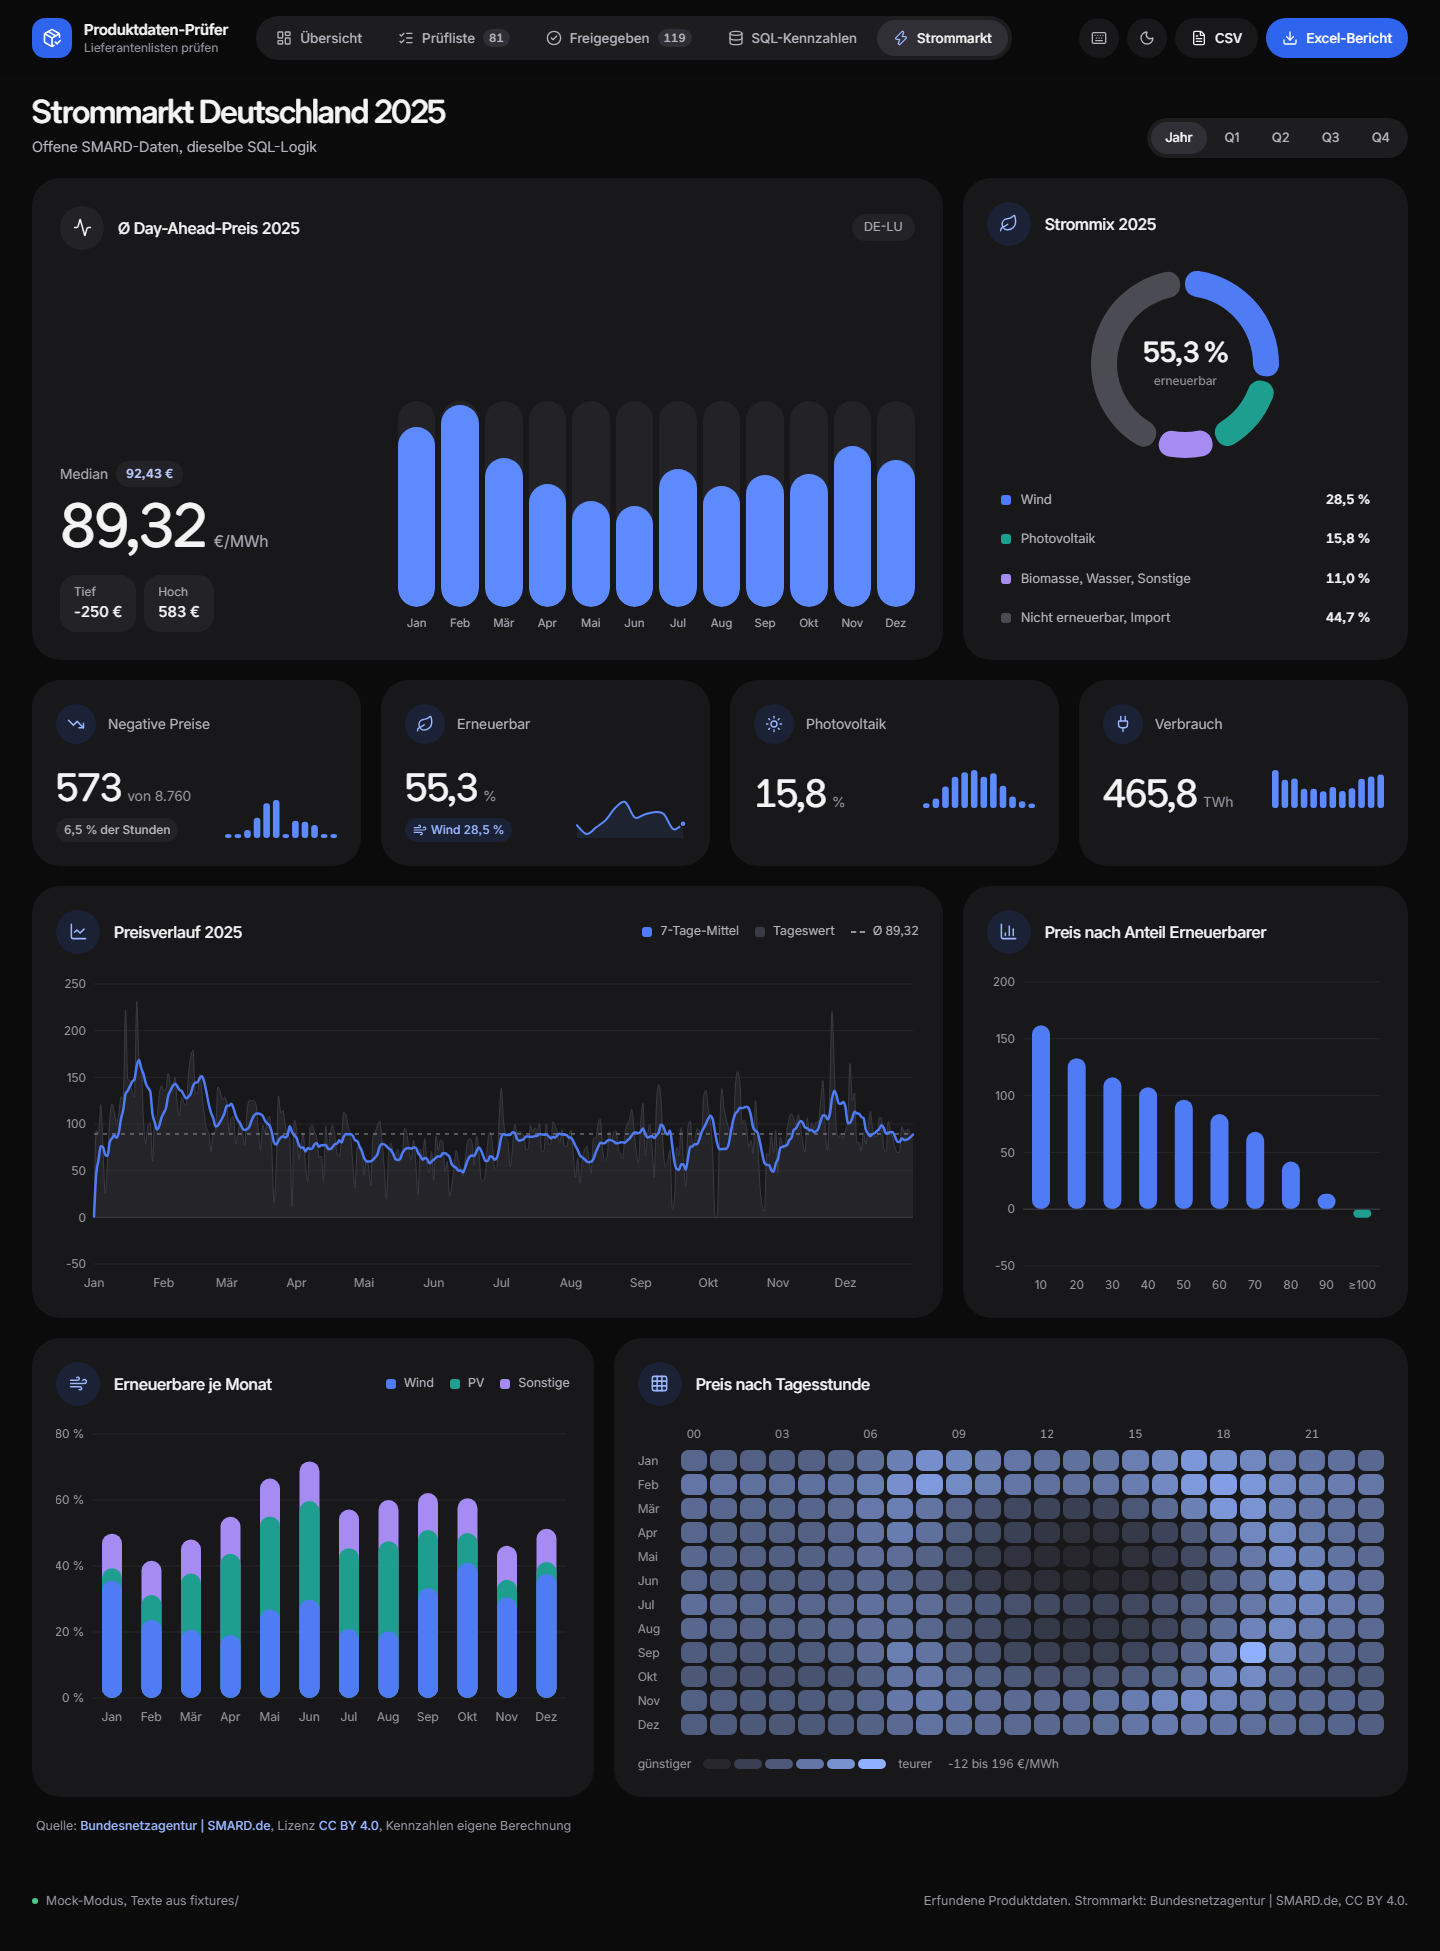 Produktdaten-Prüfer
Lieferantenlisten prüfen
Übersicht
Prüfliste 81
Freigegeben 119
SQL-Kennzahlen
Strommarkt
CSV
Excel-Bericht
Strommarkt Deutschland 2025
Offene SMARD-Daten, dieselbe SQL-Logik
Jahr Q1 Q2 Q3 Q4
Ø Day-Ahead-Preis 2025
DE-LU
Median 92,43 €
89,32 €/MWh
Tief
-250 €
Hoch
583 €
Jan Feb Mär Apr Mai Jun Jul Aug Sep Okt Nov Dez
Strommix 2025
55,3 %
erneuerbar
Wind 28,5 %
Photovoltaik 15,8 %
Biomasse, Wasser, Sonstige 11,0 %
Nicht erneuerbar, Import 44,7 %
Negative Preise
573 von 8.760
6,5 % der Stunden
Erneuerbar
55,3 %
Wind 28,5 %
Photovoltaik
15,8 %
Verbrauch
465,8 TWh
Preisverlauf 2025
7-Tage-Mittel Tageswert Ø 89,32
250
200
150
100
50
0
-50
Jan Feb Mär Apr Mai Jun Jul Aug Sep Okt Nov Dez
Preis nach Anteil Erneuerbarer
200
150
100
50
0
-50
10 20 30 40 50 60 70 80 90 ≥100
Erneuerbare je Monat
Wind PV Sonstige
80 %
60 %
40 %
20 %
0 %
Jan Feb Mär Apr Mai Jun Jul Aug Sep Okt Nov Dez
Preis nach Tagesstunde
00 03 06 09 12 15 18 21
Jan
Feb
Mär
Apr
Mai
Jun
Jul
Aug
Sep
Okt
Nov
Dez
günstiger teurer -12 bis 196 €/MWh
Quelle: Bundesnetzagentur | SMARD.de, Lizenz CC BY 4.0, Kennzahlen eigene Berechnung
Mock-Modus, Texte aus fixtures/
Erfundene Produktdaten. Strommarkt: Bundesnetzagentur | SMARD.de, CC BY 4.0.